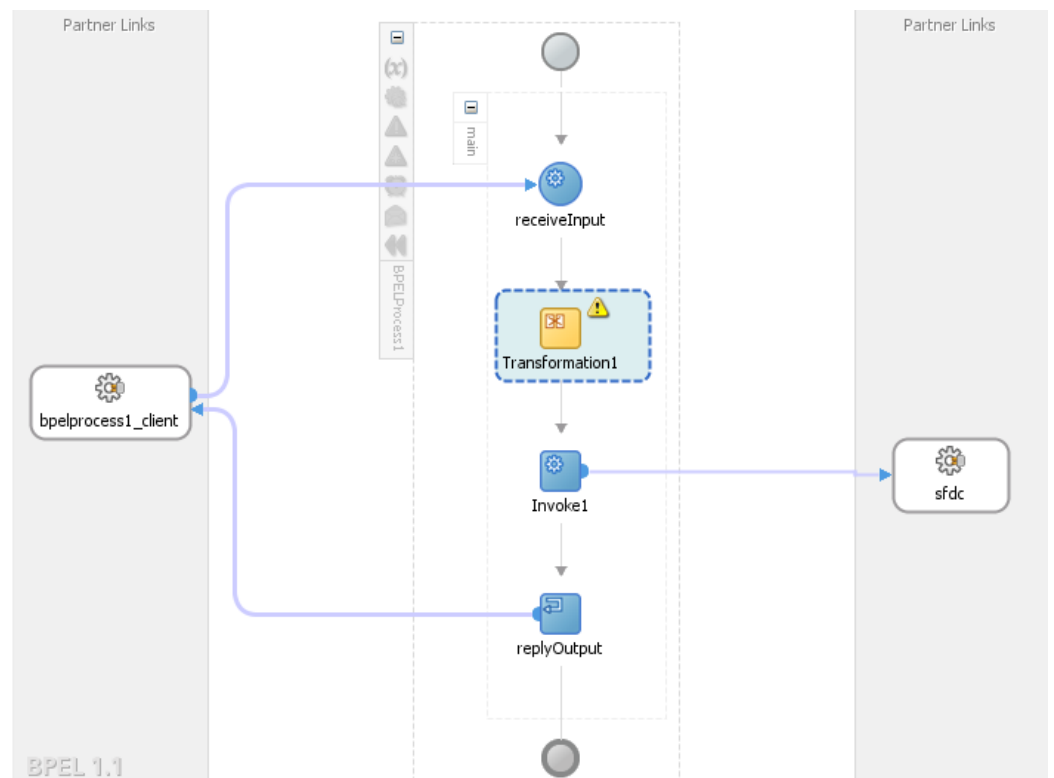 Partner Links
Partner Links
(x)
main
receiveInput
BPELProcess1
Transformation1
bpelprocess1_client
Invoke1
sfdc
replyOutput
BPEL 1.1